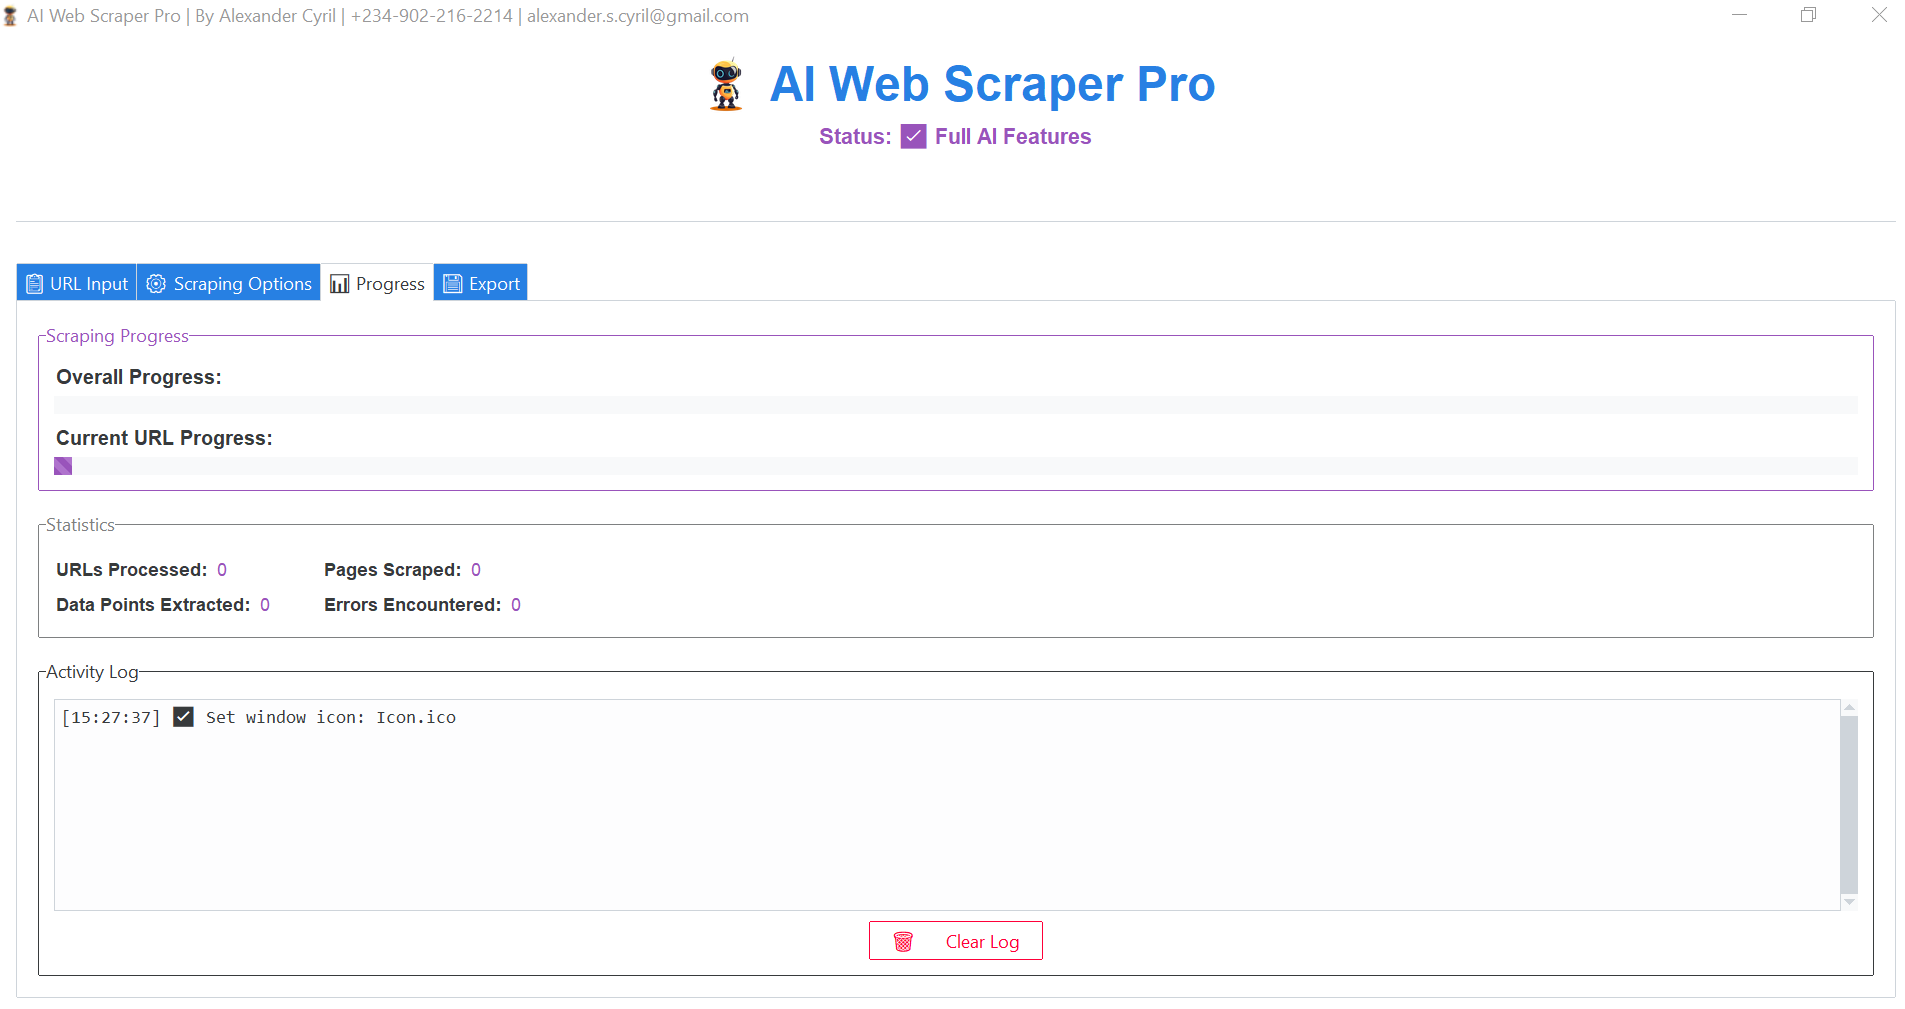 AI Web Scraper Pro | By Alexander Cyril | +234-902-216-2214 | alexander.s.cyril@gmail.com
AI Web Scraper Pro
Status: ✓ Full AI Features
URL Input Scraping Options Progress Export
Scraping Progress
Overall Progress:
Current URL Progress:
Statistics
URLs Processed: 0 Pages Scraped: 0
Data Points Extracted: 0 Errors Encountered: 0
Activity Log
[15:27:37] ✓ Set window icon: Icon.ico
Clear Log